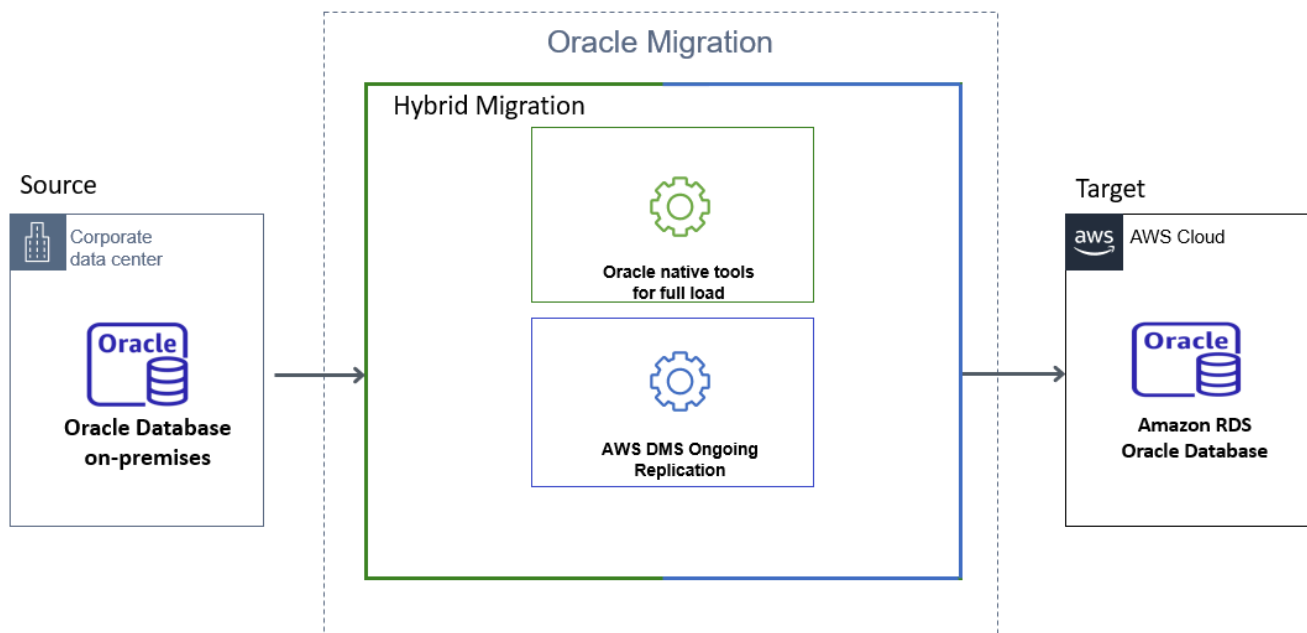 Oracle Migration
Hybrid Migration
Source
Corporate
data center
Oracle
Oracle Database
on-premises
Oracle native tools
for full load
AWS DMS Ongoing
Replication
Target
aws
AWS Cloud
Oracle
Amazon RDS
Oracle Database